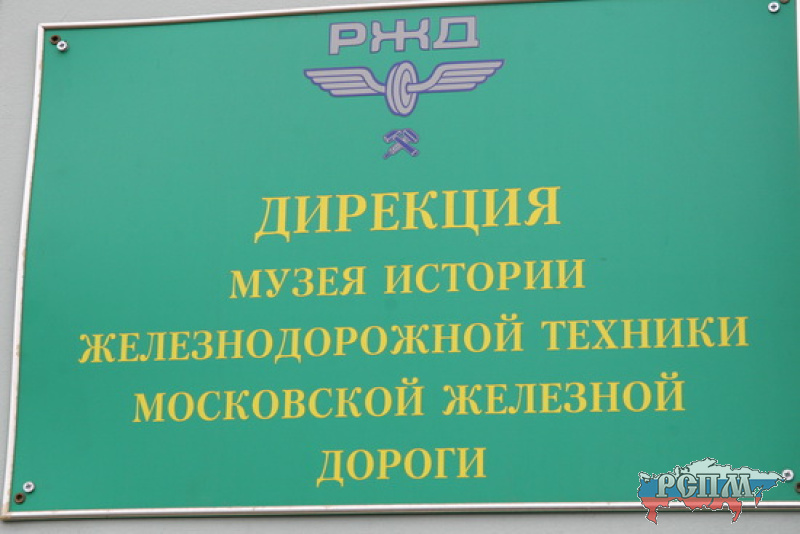 РЖД
ДИРЕКЦИЯ
МУЗЕЯ ИСТОРИИ
ЖЕЛЕЗНОДОРОЖНОЙ ТЕХНИКИ
МОСКОВСКОЙ ЖЕЛЕЗНОЙ
ДОРОГИ
РСПМ